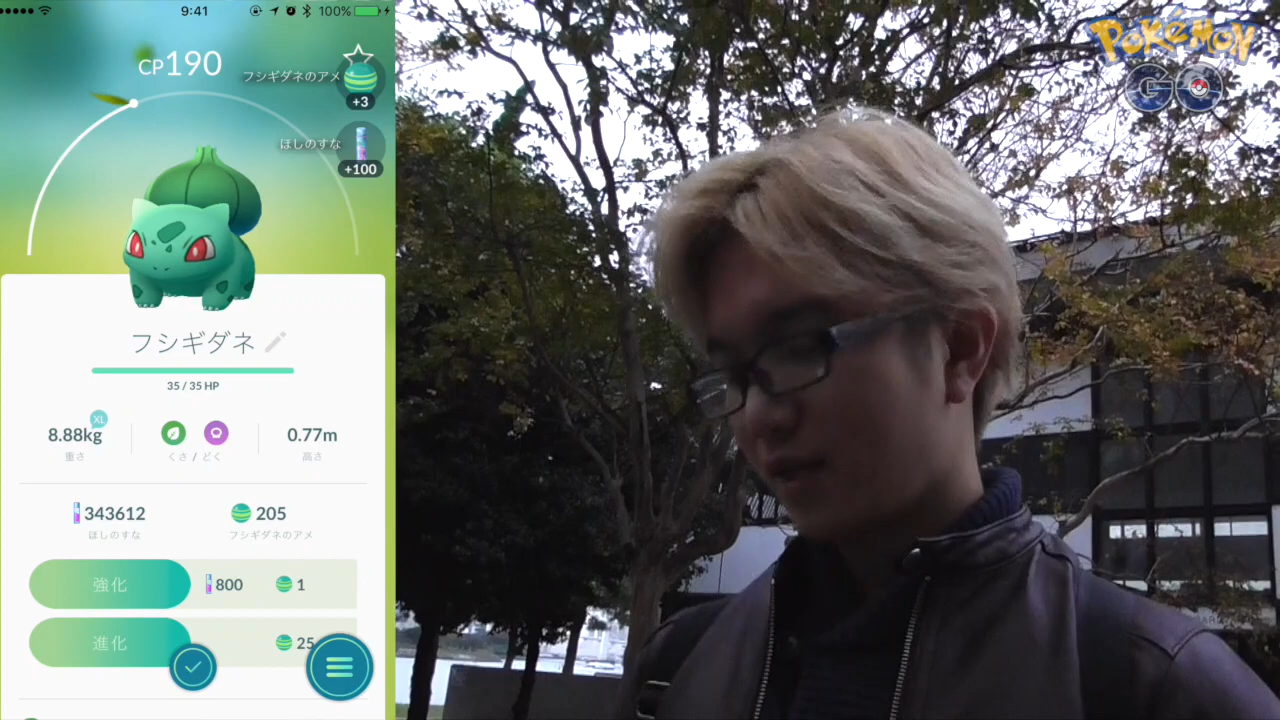 9:41
100%
CP190
フシギダネのアメ
+3
ほしのすな
+100
フシギダネ
35 / 35 HP
XL
8.88kg
重さ
くさ / どく
0.77m
高さ
343612
ほしのすな
205
フシギダネのアメ
強化
800
1
進化
25
POKéMON
GO